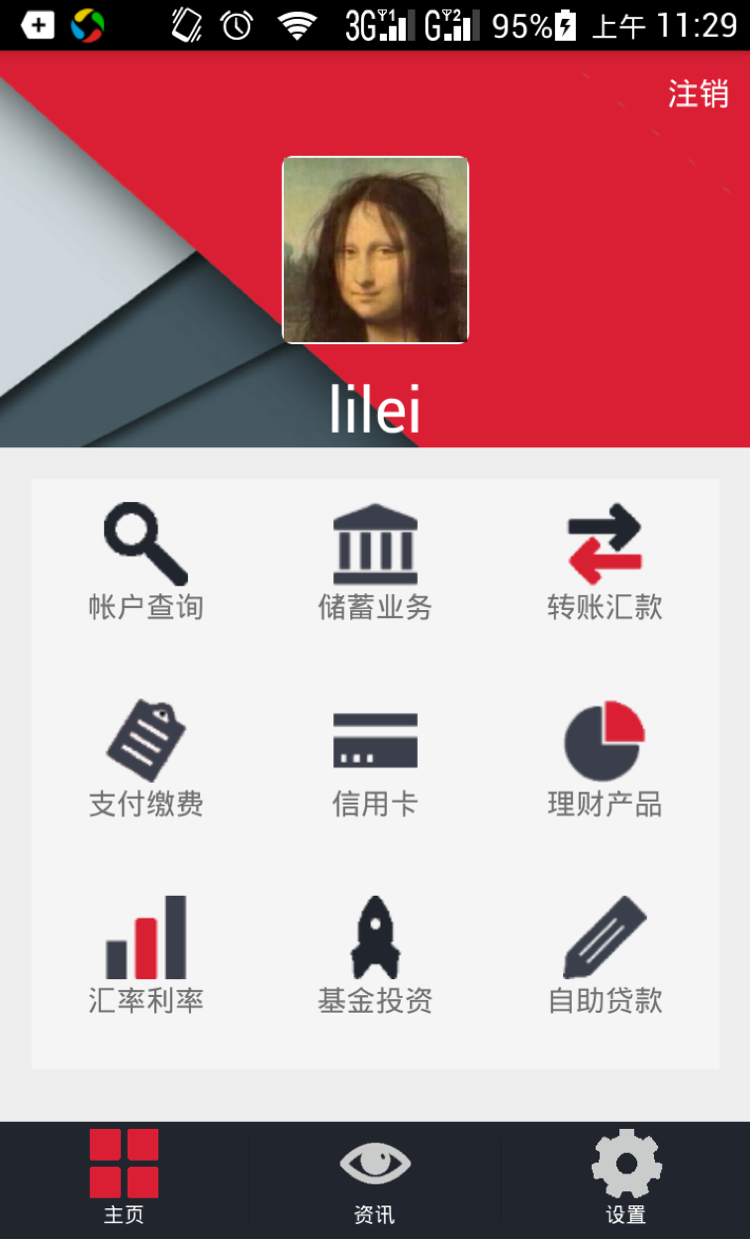 3G 1 G 2 95% 上午 11:29
注销
lilei
帐户查询 储蓄业务 转账汇款
支付缴费 信用卡 理财产品
汇率利率 基金投资 自助贷款
主页 资讯 设置